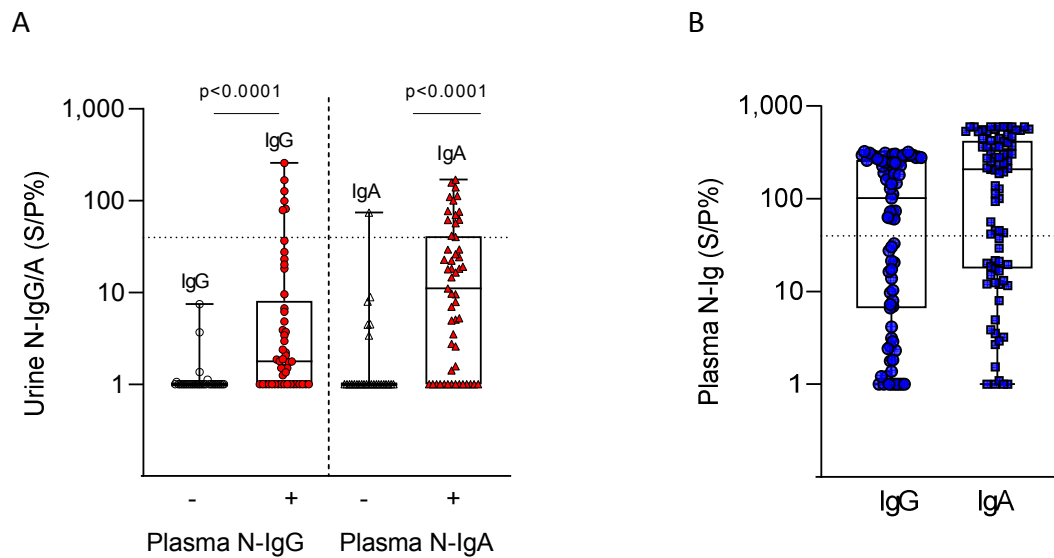 A
B
p<0.0001
p<0.0001
1,000
100
10
1
IgG
IgG
IgA
IgA
Urine N-IgG/A (S/P%)
-
+
-
+
Plasma N-IgG
Plasma N-IgA
1,000
100
10
1
Plasma N-Ig (S/P%)
IgG
IgA